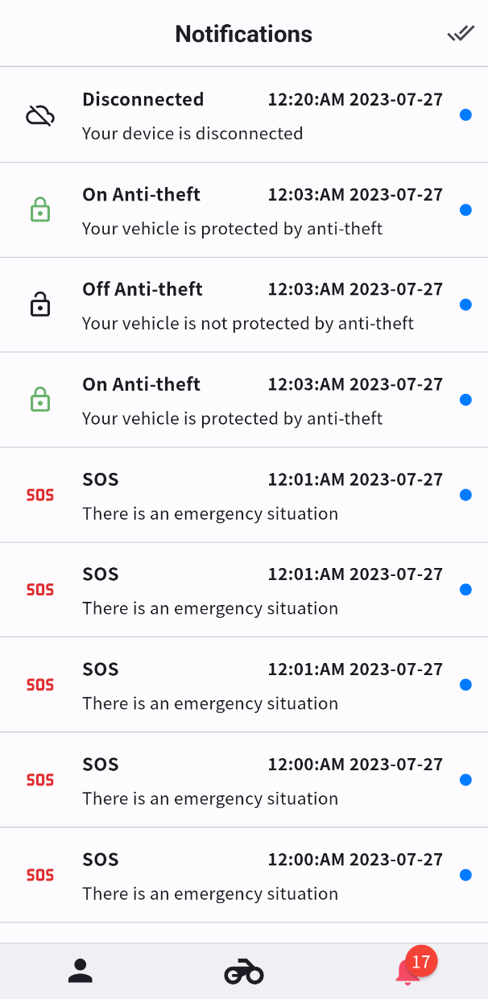 Notifications
Disconnected 12:20:AM 2023-07-27
Your device is disconnected
On Anti-theft 12:03:AM 2023-07-27
Your vehicle is protected by anti-theft
Off Anti-theft 12:03:AM 2023-07-27
Your vehicle is not protected by anti-theft
On Anti-theft 12:03:AM 2023-07-27
Your vehicle is protected by anti-theft
SOS SOS 12:01:AM 2023-07-27
There is an emergency situation
SOS SOS 12:01:AM 2023-07-27
There is an emergency situation
SOS SOS 12:01:AM 2023-07-27
There is an emergency situation
SOS SOS 12:00:AM 2023-07-27
There is an emergency situation
SOS SOS 12:00:AM 2023-07-27
There is an emergency situation
17